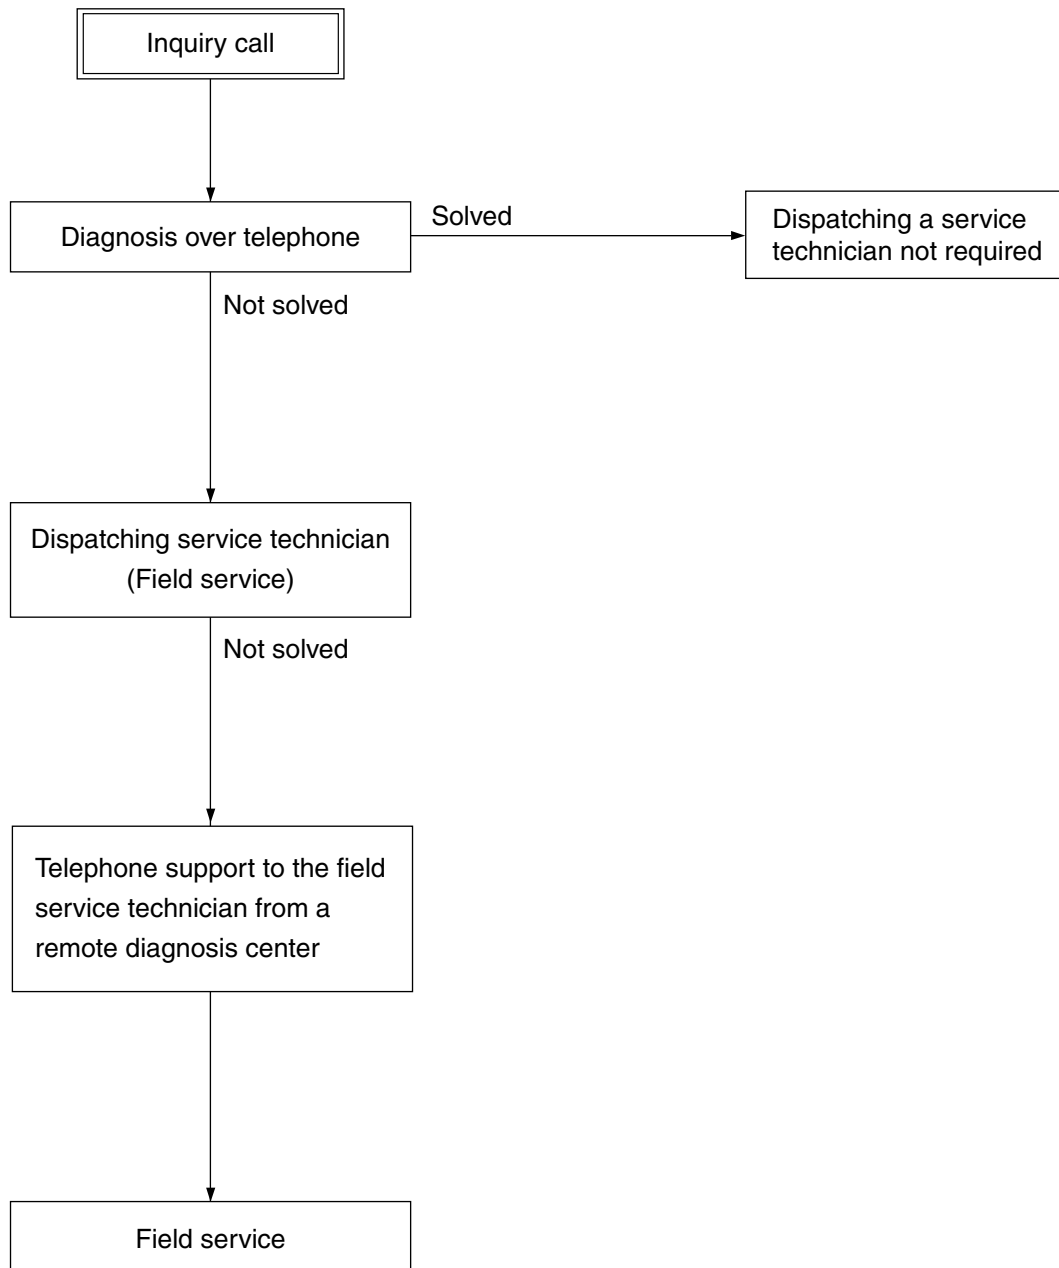 Inquiry call
Diagnosis over telephone
Solved
Dispatching a service
technician not required
Not solved
Dispatching service technician
(Field service)
Not solved
Telephone support to the field
service technician from a
remote diagnosis center
Field service